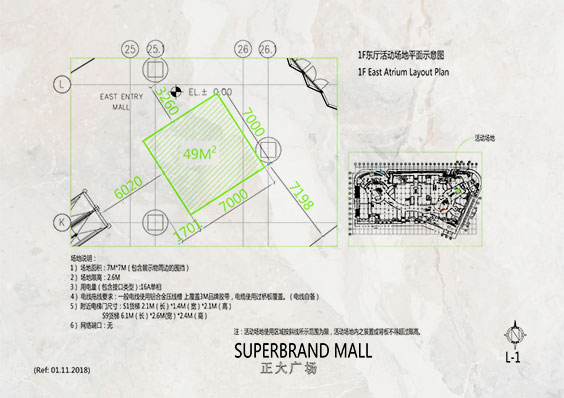 1F东厅活动场地平面示意图
1F East Atrium Layout Plan
25
25.1
26
26.1
L
K
EAST ENTRY
MALL
EL.± 0.00
3260
7000
49M²
6020
7198
7000
1701
活动场地
场地说明：
1）场地面积：7M*7M（包含展示物周边的围挡）
2）场地限高：2.6M
3）用电量（包含接口类型）:16A单相
4）电线拖线要求：一般电线使用铝合金压线槽 上覆盖3M品牌胶带，电缆使用过桥板覆盖。（电线自备）
5）附近电梯门尺寸：S1货梯 2.1M（长）*1.4M（宽）*2.1M（高）
S9货梯 6.1M（长）*2.6M(宽）*2.4M（高）
6）网络端口：无
注：活动场地使用区域按斜线所示范围为限，活动场地内之装置或背板不得超过限高。
SUPERBRAND MALL
正大广场
(Ref: 01.11.2018)
N
L-1